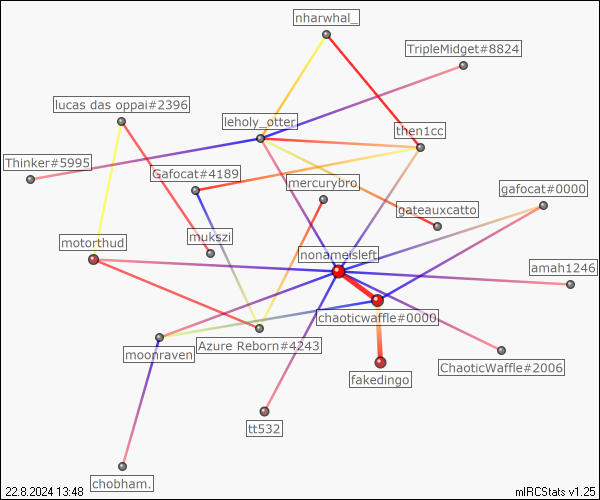 nharwhal_
TripleMidget#8824
lucas das oppai#2396
leholy_otter
then1cc
Thinker#5995
Gafocat#4189
mercurybro
gafocat#0000
gateauxcatto
motorthud
mukszi
nonameisleft
amah1246
chaoticwaffle#0000
moonraven
Azure Reborn#4243
ChaoticWaffle#2006
fakedingo
tt532
chobham.
22.8.2024 13:48
mIRCStats v1.25